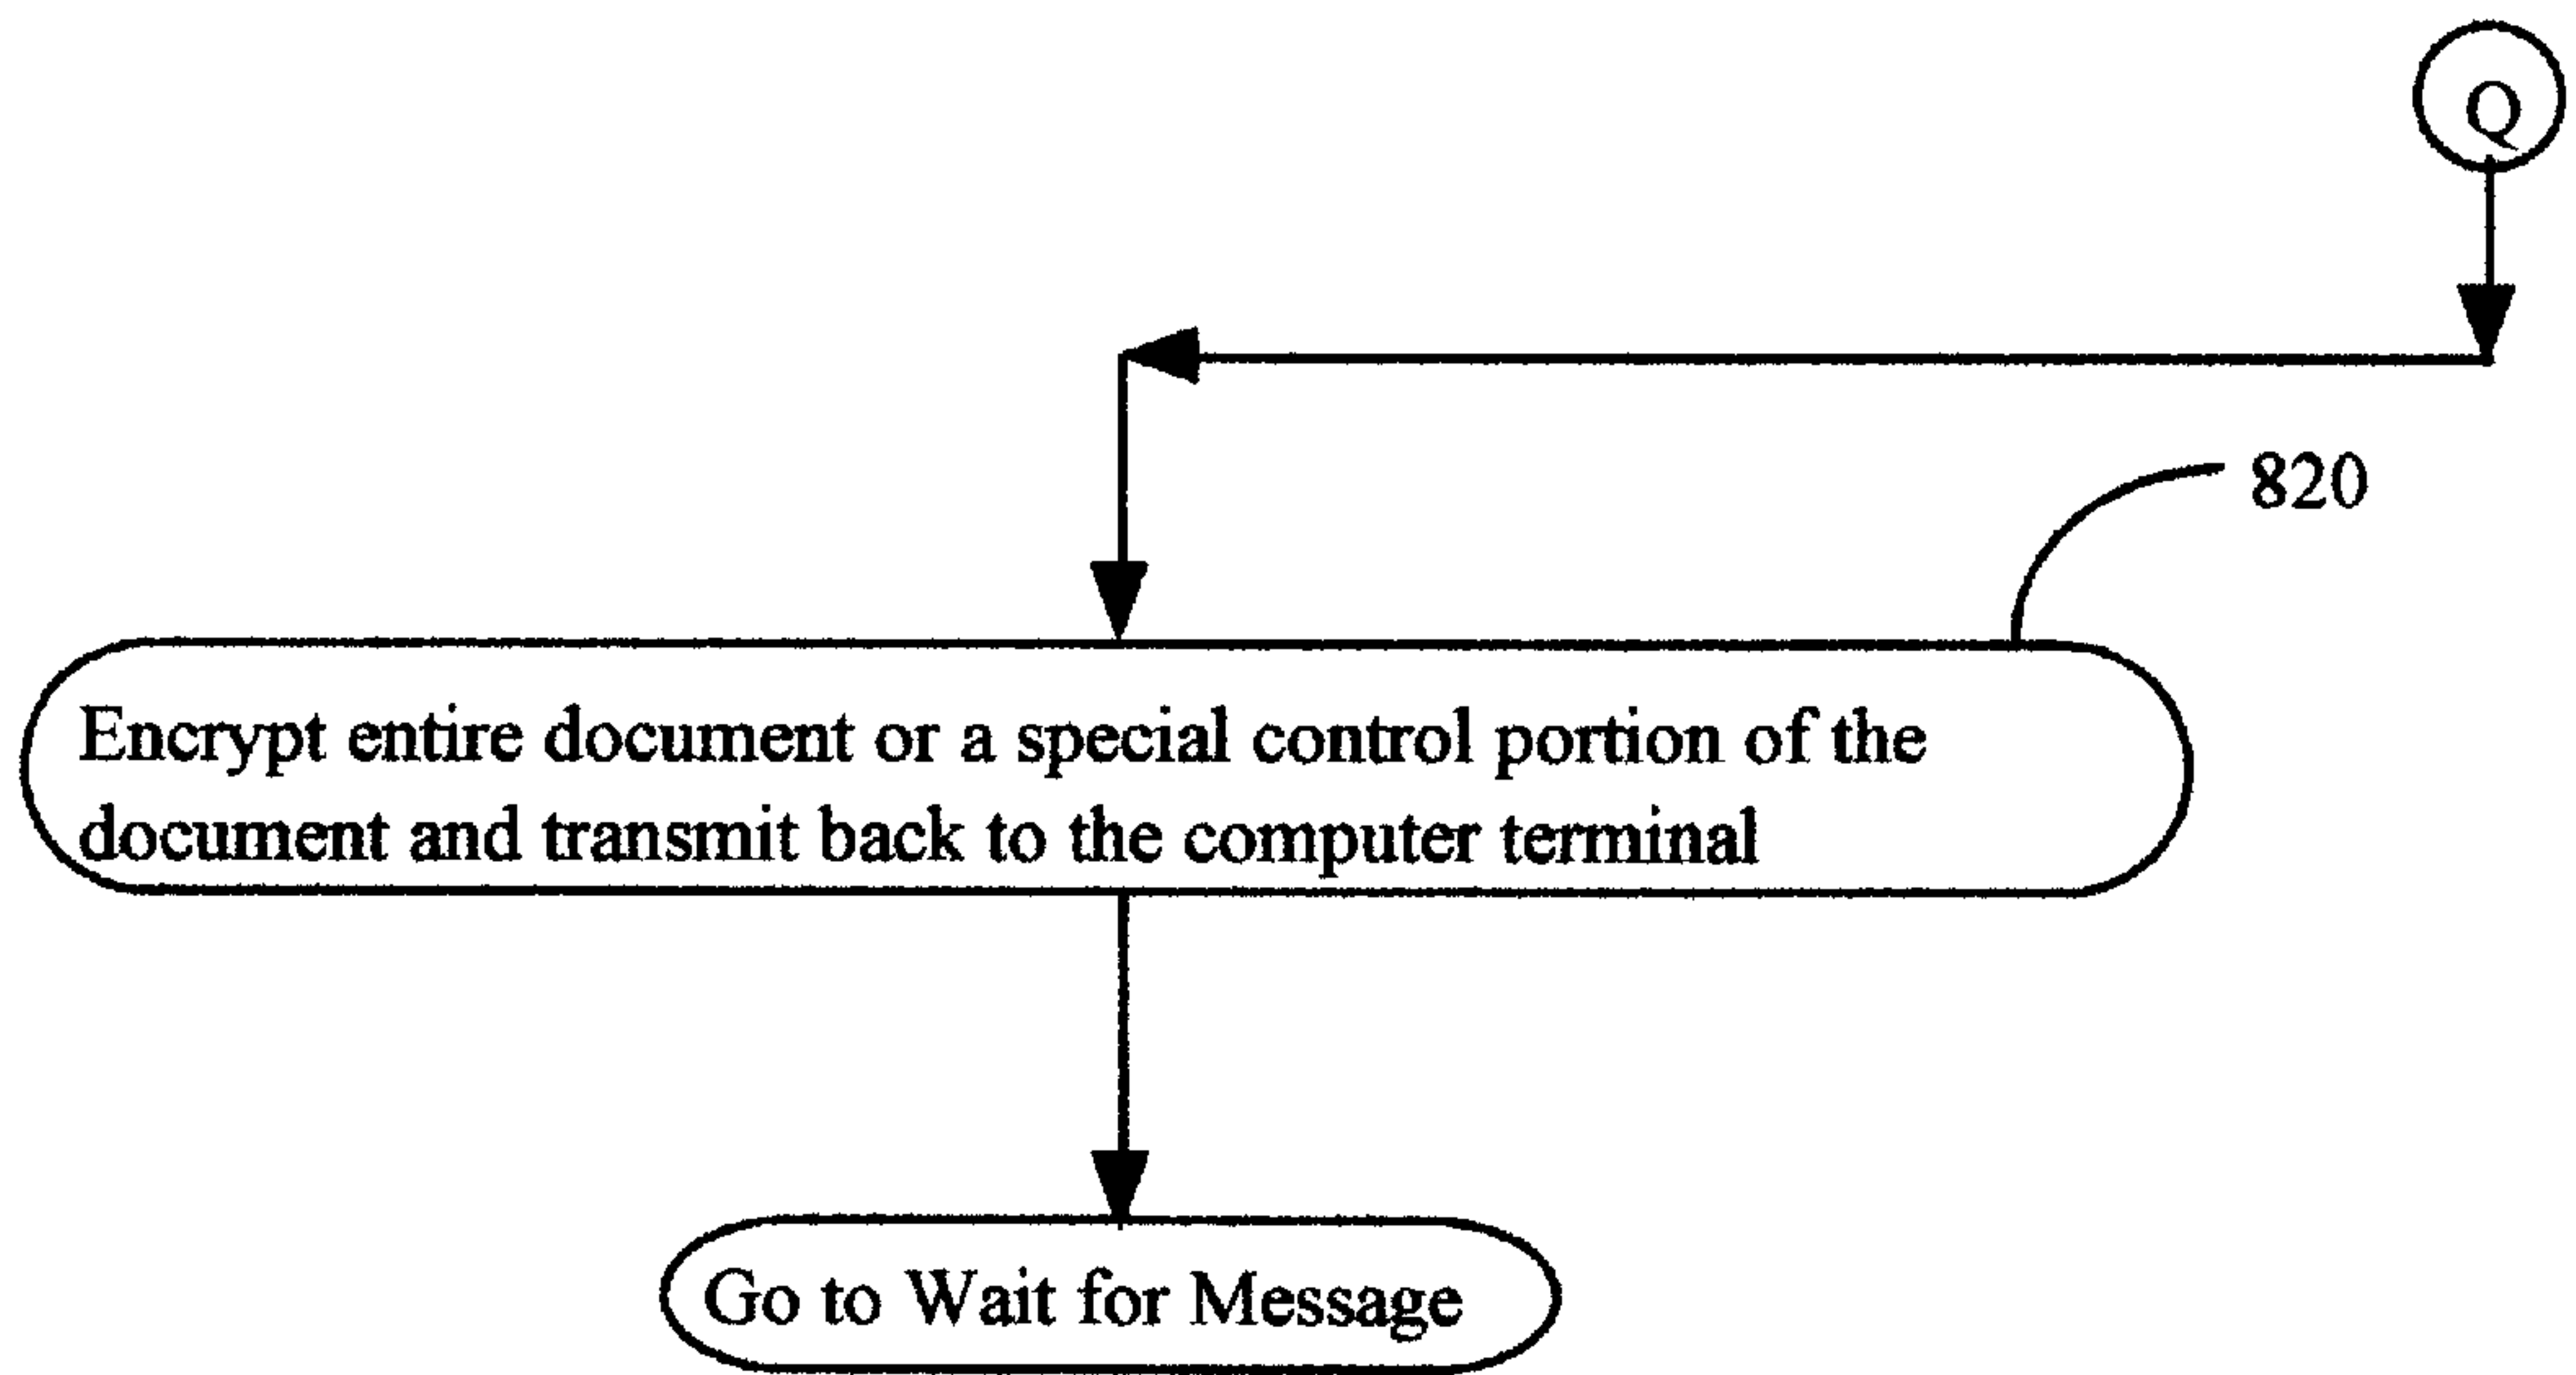 Q
820
Encrypt entire document or a special control portion of the
document and transmit back to the computer terminal
Go to Wait for Message